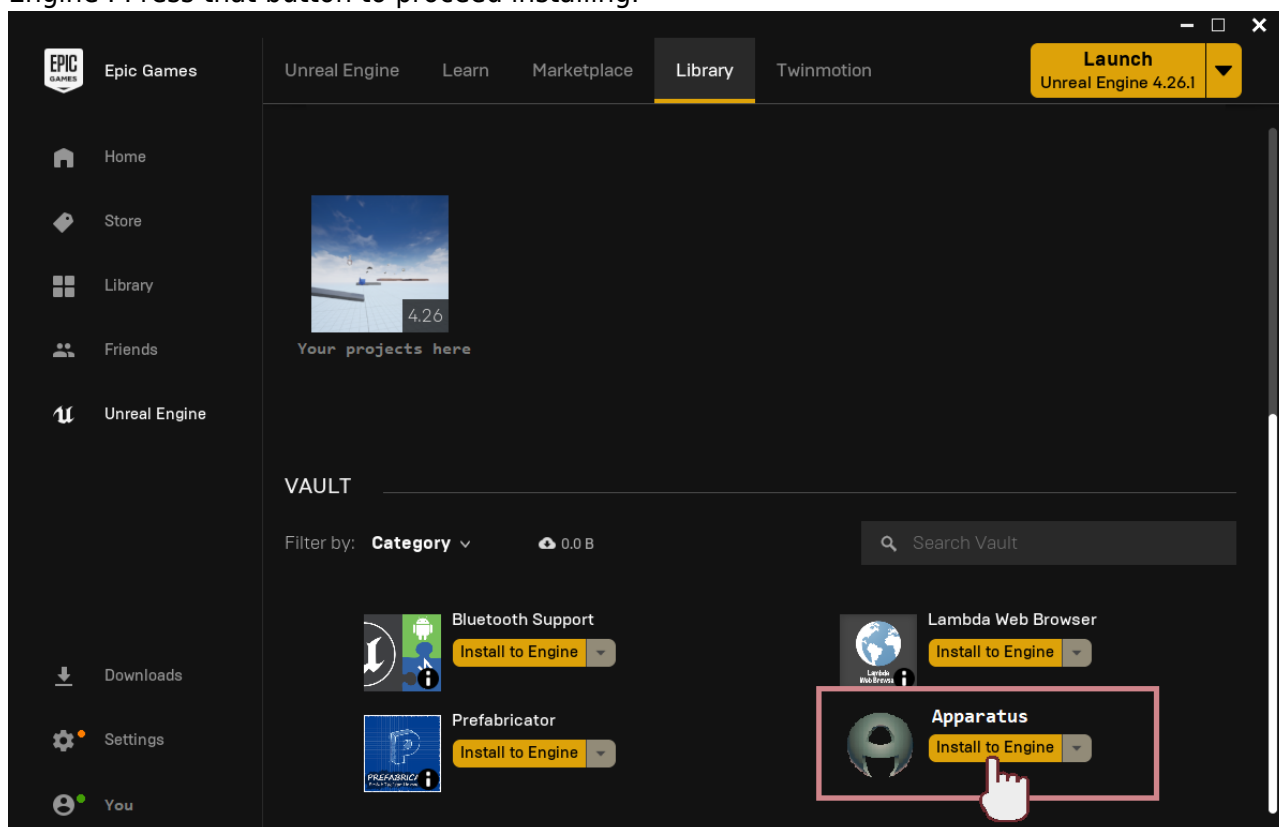 Engine . Press that button to proceed installing.
EPIC
GAMES
Epic Games
Unreal Engine
Learn
Marketplace
Library
Twinmotion
Launch
Unreal Engine 4.26.1
Home
Store
Library
Friends
Unreal Engine
4.26
Your projects here
VAULT
Filter by: Category
0.0 B
Search Vault
Bluetooth Support
Install to Engine
Lambda Web Browser
Install to Engine
Lambda
Prefabricator
Install to Engine
Apparatus
Install to Engine
Downloads
Settings
You